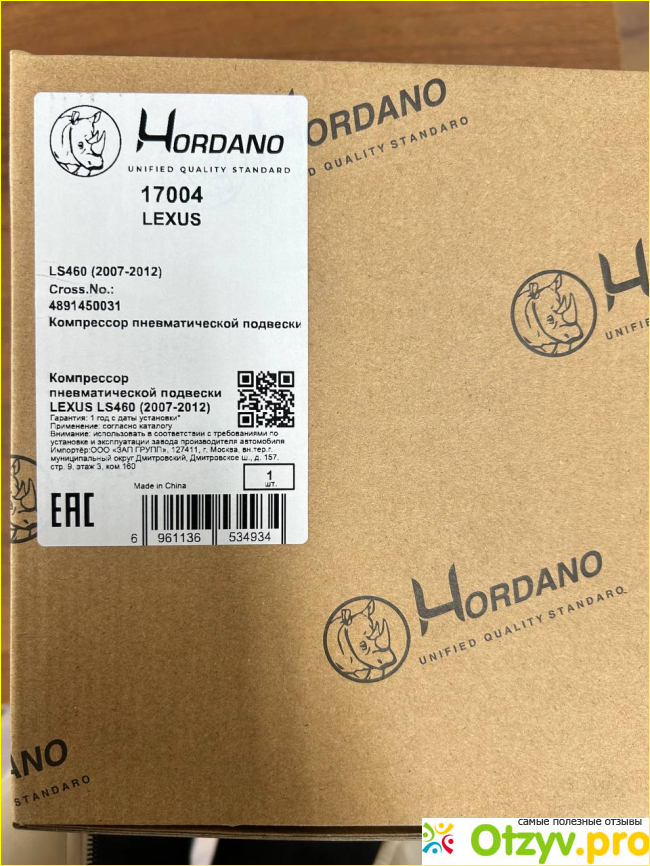 HORDANO
UNIFIED QUALITY STANDARD
17004
LEXUS
LS460 (2007-2012)
Cross.No.:
4891450031
Компрессор пневматической подвески
Компрессор
пневматической подвески
LEXUS LS460 (2007-2012)
Гарантия: 1 год с даты установки*
Применение: согласно каталогу
Внимание: использовать в соответствии с требованиями по
установке и эксплуатации завода производителя автомобиля
Импортёр:ООО «ЗАП ГРУПП», 127411, г. Москва, вн.тер.г.
муниципальный округ Дмитровский, Дмитровское ш., д. 157,
стр. 9, этаж 3, ком.160
Made in China
1
шт.
EAC
6 961136 534934
ORDANO
D QUALITY STANDARD
H
UNIFI
HORDANO
UNIFIED QUALITY STANDARD
ANO
STANDARD
самые полезные отзывы
Otzyv.pro